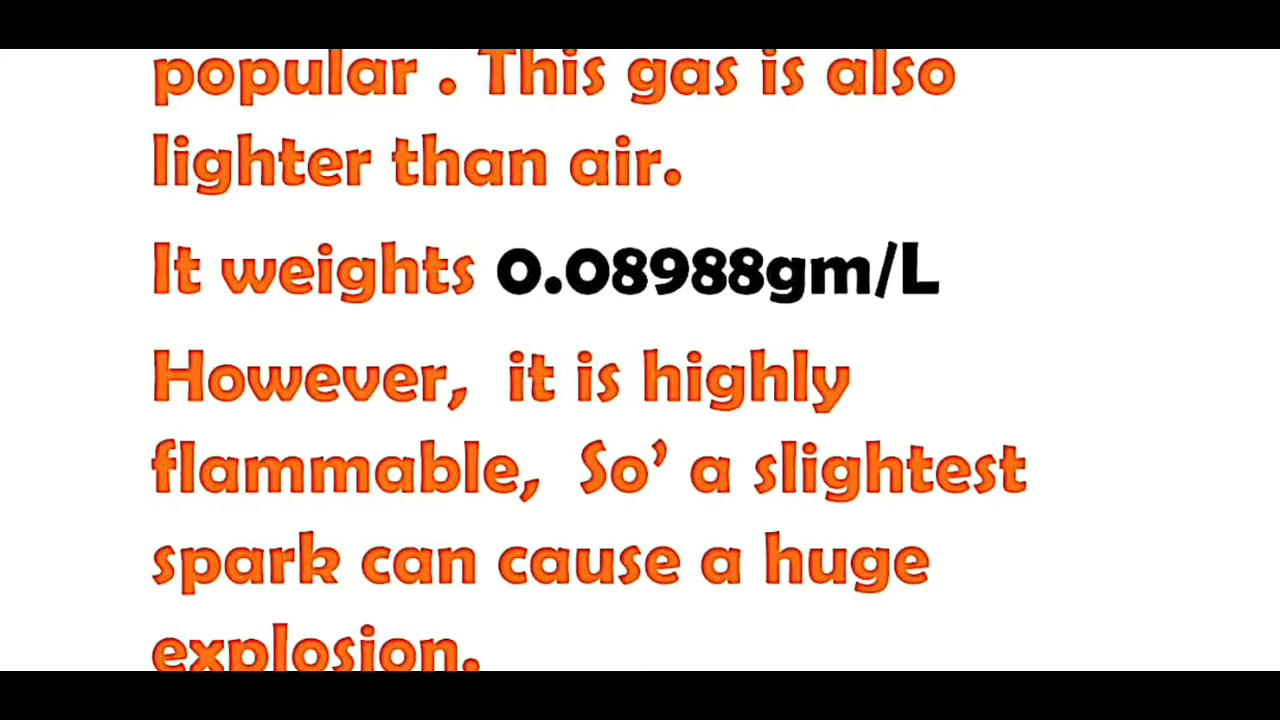 popular . This gas is also
lighter than air.
It weights 0.08988gm/L
However,  it is highly
flammable,  So’ a slightest
spark can cause a huge
explosion.